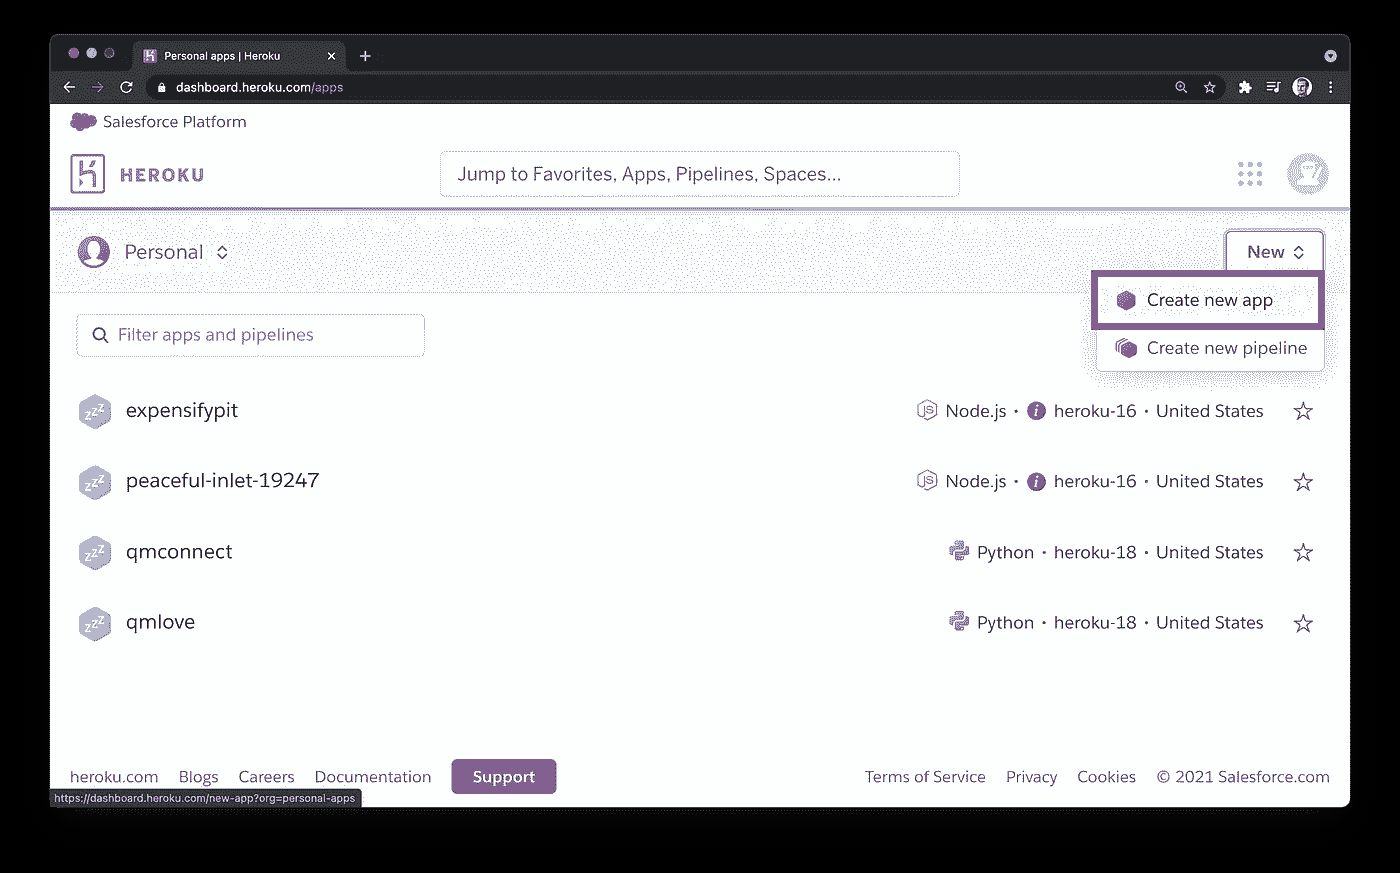 Personal apps | Heroku
dashboard.heroku.com/apps
Salesforce Platform
HEROKU
Jump to Favorites, Apps, Pipelines, Spaces...
Personal
New
Create new app
Create new pipeline
Filter apps and pipelines
expensifypit Node.js · heroku-16 · United States
peaceful-inlet-19247 Node.js · heroku-16 · United States
qmconnect Python · heroku-18 · United States
qmlove Python · heroku-18 · United States
heroku.com Blogs Careers Documentation Support Terms of Service Privacy Cookies © 2021 Salesforce.com
https://dashboard.heroku.com/new-app?org=personal-apps